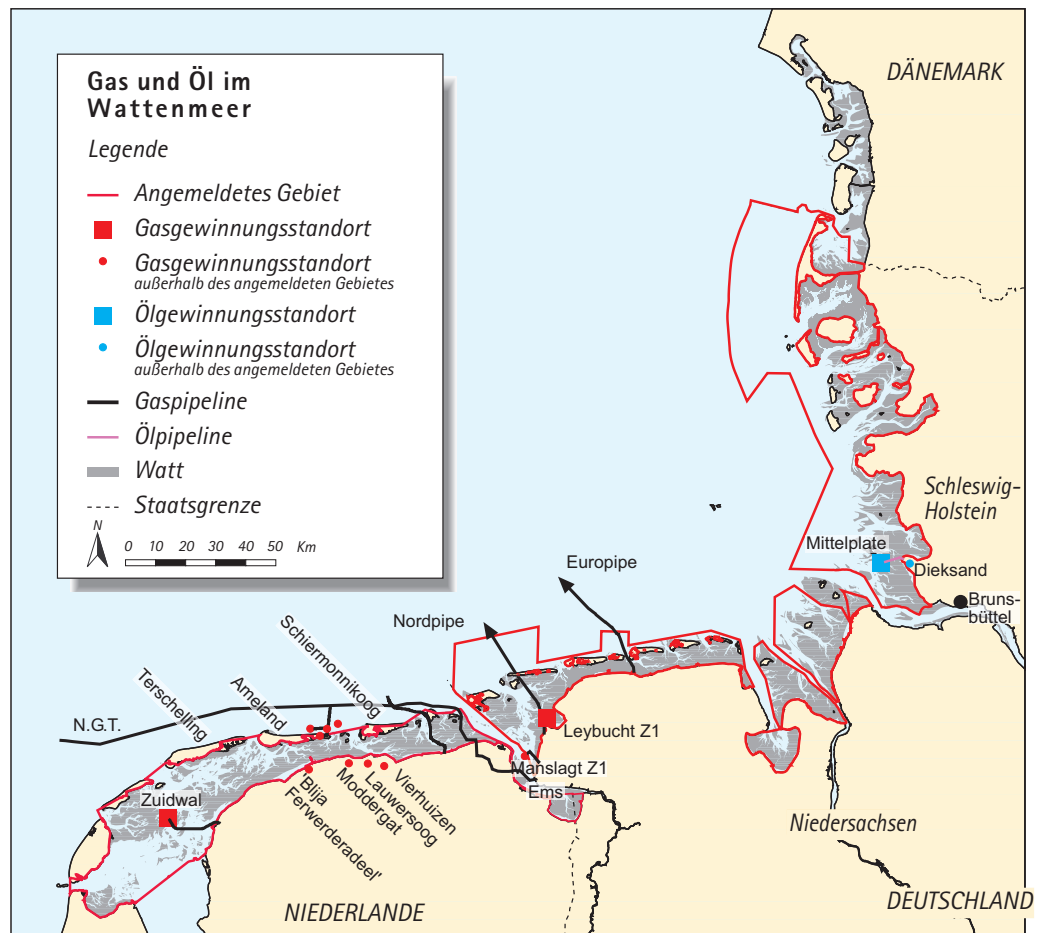 Gas und Öl im
Wattenmeer
Legende
Angemeldetes Gebiet
Gasgewinnungsstandort
Gasgewinnungsstandort
außerhalb des angemeldeten Gebietes
Ölgewinnungsstandort
Ölgewinnungsstandort
außerhalb des angemeldeten Gebietes
Gaspipeline
Ölpipeline
Watt
Staatsgrenze
N
0 10 20 30 40 50 Km
DÄNEMARK
Schleswig-
Holstein
Mittelplate
Dieksand
Bruns-
büttel
Europipe
Nordpipe
Schiermonnikoog
Ameland
Terschelling
N.G.T.
Leybucht Z1
Manslagt Z1
Ems
Zuidwal
'Blija
Ferwerderadeel'
Moddergat
Lauwersoog
Vierhuizen
Niedersachsen
NIEDERLANDE
DEUTSCHLAND